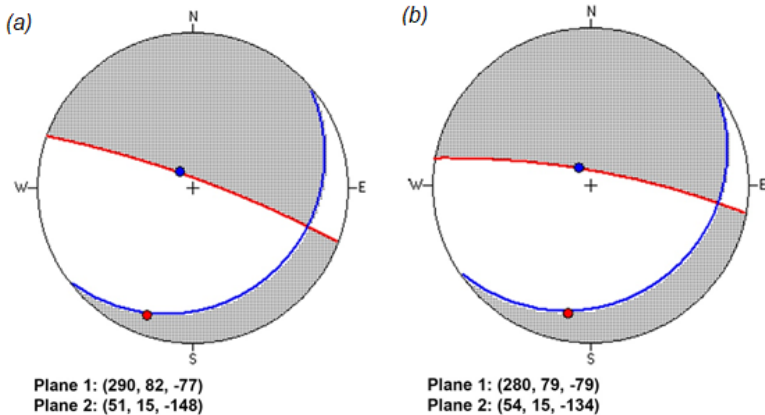 (a)
N
W
E
S
Plane 1: (290, 82, -77)
Plane 2: (51, 15, -148)
(b)
N
W
E
S
Plane 1: (280, 79, -79)
Plane 2: (54, 15, -134)